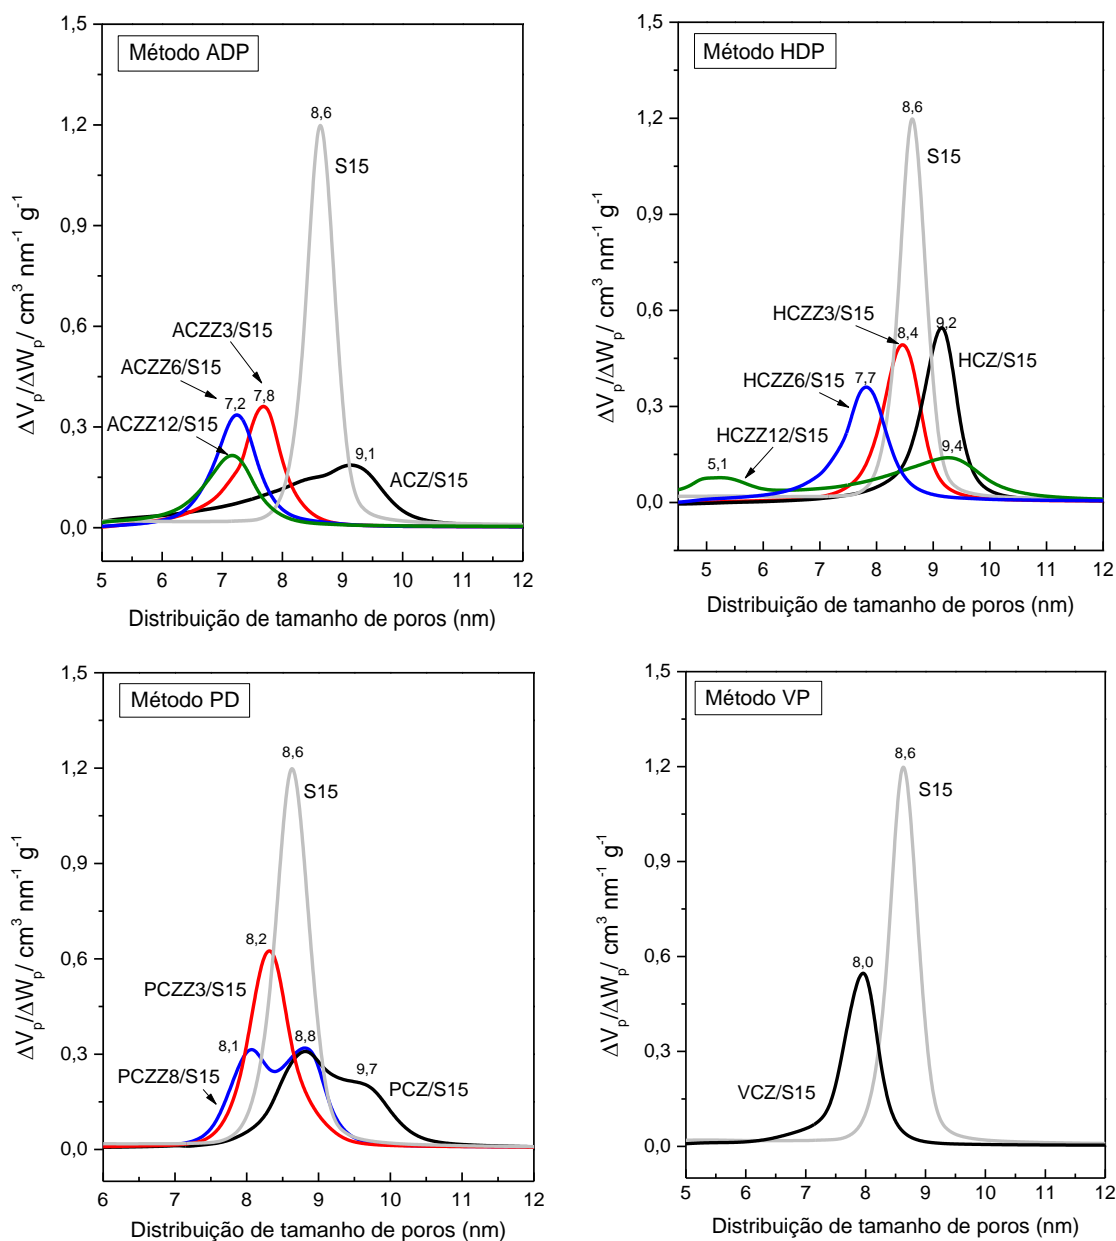 Método ADP
1,5
1,2
0,9
0,6
0,3
0,0
ΔVp/ΔWp/ cm³ nm⁻¹ g⁻¹
8,6
S15
ACZZ3/S15
ACZZ6/S15
7,8
7,2
ACZZ12/S15
9,1
ACZ/S15
5 6 7 8 9 10 11 12
Distribuição de tamanho de poros (nm)
Método HDP
1,5
1,2
0,9
0,6
0,3
0,0
ΔVp/ΔWp/ cm³ nm⁻¹ g⁻¹
8,6
S15
HCZZ3/S15
8,4
9,2
HCZ/S15
HCZZ6/S15
7,7
HCZZ12/S15
5,1
9,4
5 6 7 8 9 10 11 12
Distribuição de tamanho de poros (nm)
Método PD
1,5
1,2
0,9
0,6
0,3
0,0
ΔVp/ΔWp/ cm³ nm⁻¹ g⁻¹
8,6
S15
8,2
PCZZ3/S15
8,1
8,8
9,7
PCZZ8/S15
PCZ/S15
6 7 8 9 10 11 12
Distribuição de tamanho de poros (nm)
Método VP
1,5
1,2
0,9
0,6
0,3
0,0
ΔVp/ΔWp/ cm³ nm⁻¹ g⁻¹
8,6
S15
8,0
VCZ/S15
5 6 7 8 9 10 11 12
Distribuição de tamanho de poros (nm)